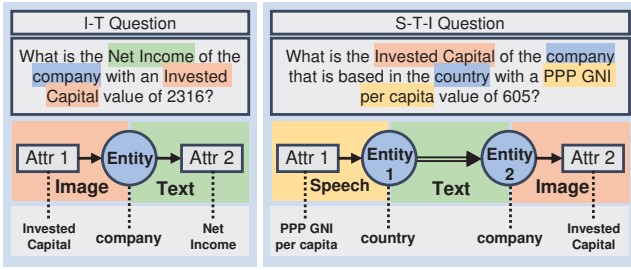 I-T Question
What is the Net Income of the
company with an Invested
Capital value of 2316?
Attr 1
Entity
Attr 2
Image
Text
Invested
Capital
company
Net
Income
S-T-I Question
What is the Invested Capital of the company
that is based in the country with a PPP GNI
per capita value of 605?
Attr 1
Entity
1
Entity
2
Attr 2
Speech
Text
Image
PPP GNI
per capita
country
company
Invested
Capital